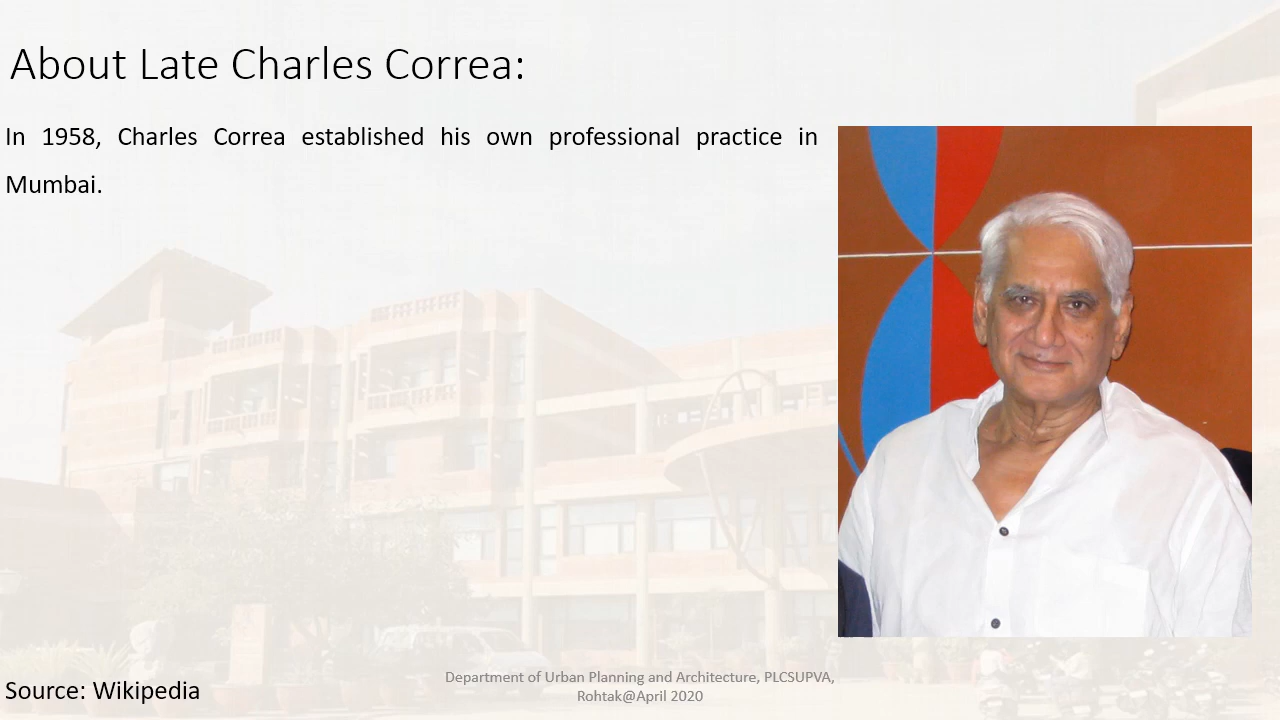 About Late Charles Correa:
In 1958, Charles Correa established his own professional practice in
Mumbai.
Source: Wikipedia
Department of Urban Planning and Architecture, PLCSUPVA,
Rohtak@April 2020